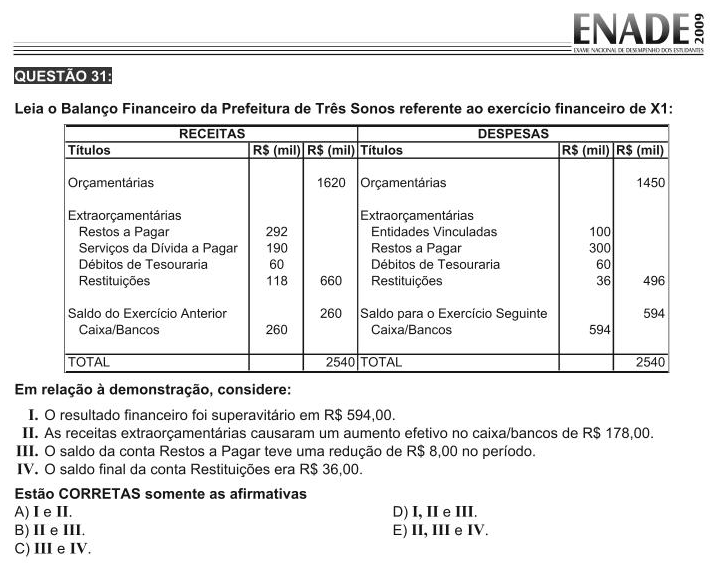 ENADE 2009
EXAME NACIONAL DE DESEMPENHO DOS ESTUDANTES
QUESTÃO 31:
Leia o Balanço Financeiro da Prefeitura de Três Sonos referente ao exercício financeiro de X1:
RECEITAS DESPESAS
Títulos R$ (mil) R$ (mil) Títulos R$ (mil) R$ (mil)
Orçamentárias 1620 Orçamentárias 1450
Extraorçamentárias Extraorçamentárias
Restos a Pagar 292 Entidades Vinculadas 100
Serviços da Dívida a Pagar 190 Restos a Pagar 300
Débitos de Tesouraria 60 Débitos de Tesouraria 60
Restituições 118 660 Restituições 36 496
Saldo do Exercício Anterior 260 Saldo para o Exercício Seguinte 594
Caixa/Bancos 260 Caixa/Bancos 594
TOTAL 2540 TOTAL 2540
Em relação à demonstração, considere:
I. O resultado financeiro foi superavitário em R$ 594,00.
II. As receitas extraorçamentárias causaram um aumento efetivo no caixa/bancos de R$ 178,00.
III. O saldo da conta Restos a Pagar teve uma redução de R$ 8,00 no período.
IV. O saldo final da conta Restituições era R$ 36,00.
Estão CORRETAS somente as afirmativas
A) I e II.
B) II e III.
C) III e IV.
D) I, II e III.
E) II, III e IV.